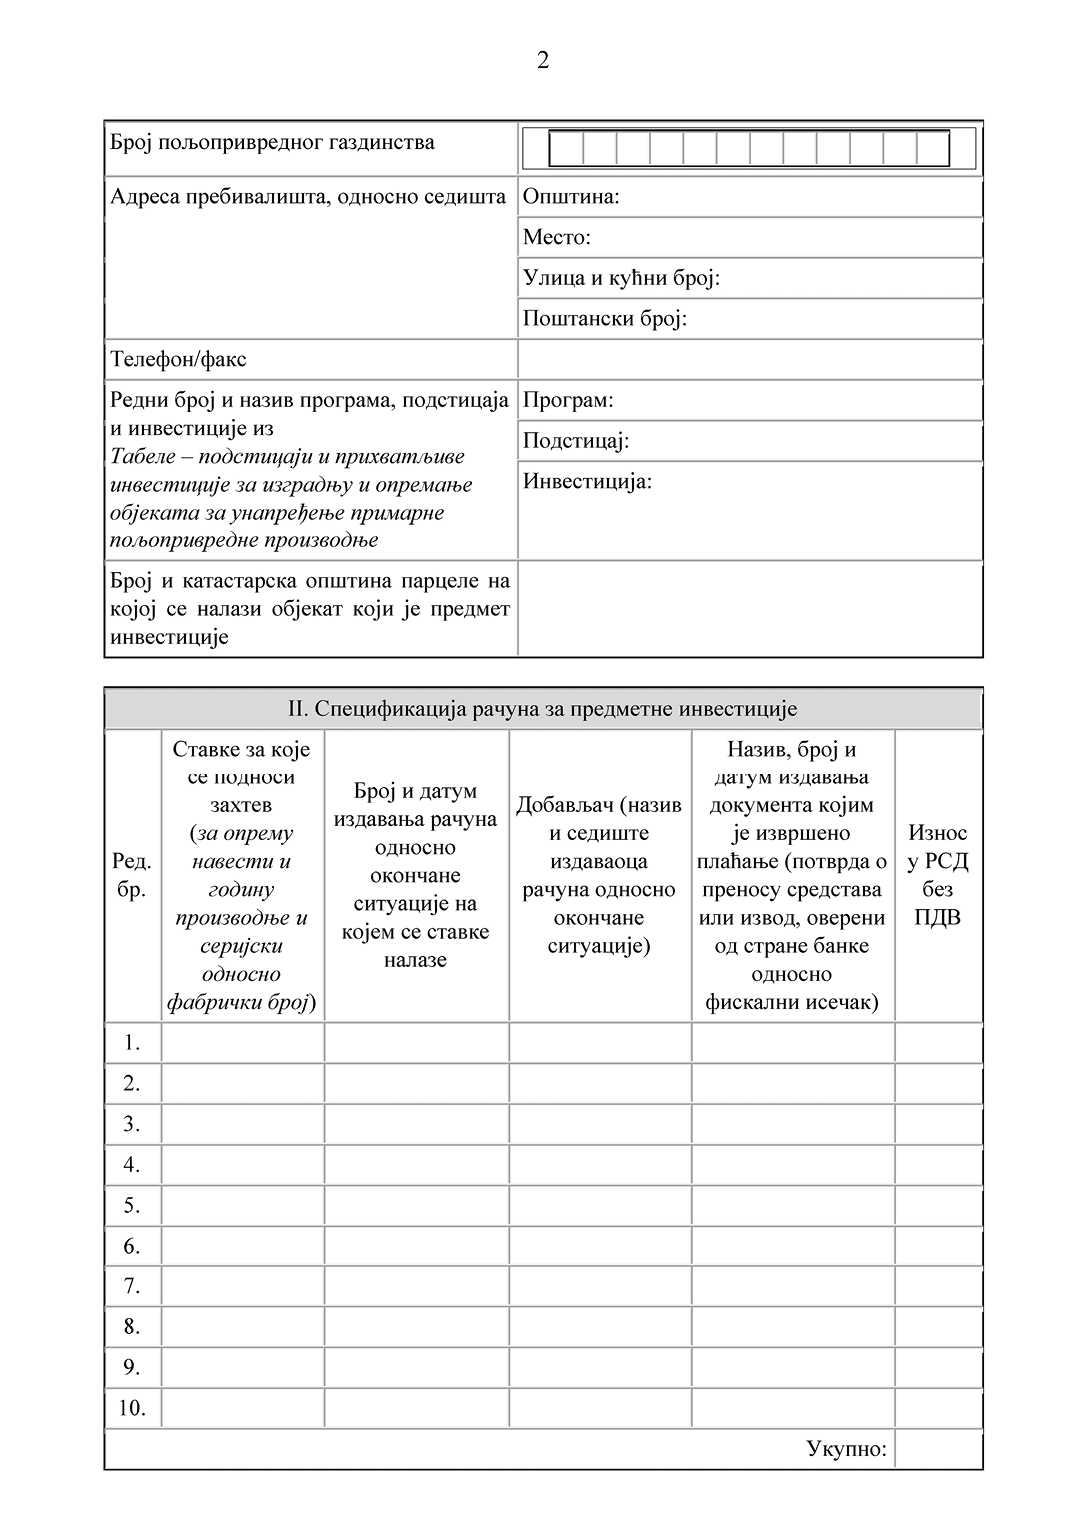 2
Број пољопривредног газдинства
Адреса пребивалишта, односно седишта
Општина:
Место:
Улица и кућни број:
Поштански број:
Телефон/факс
Редни број и назив програма, подстицаја
и инвестиције из
Табеле – подстицаји и прихватљиве
инвестиције за изградњу и опремање
објеката за унапређење примарне
пољопривредне производње
Програм:
Подстицај:
Инвестиција:
Број и катастарска општина парцеле на
којој се налази објекат који је предмет
инвестиције
II. Спецификација рачуна за предметне инвестиције
Ред.
бр.
Ставке за које
се подноси
захтев
(за опрему
навести и
годину
производње и
серијски
односно
фабрички број)
Број и датум
издавања рачуна
односно
окончане
ситуације на
којем се ставке
налазе
Добављач (назив
и седиште
издаваоца
рачуна односно
окончане
ситуације)
Назив, број и
датум издавања
документа којим
је извршено
плаћање (потврда о
преносу средстава
или извод, оверени
од стране банке
односно
фискални исечак)
Износ
у РСД
без
ПДВ
1.
2.
3.
4.
5.
6.
7.
8.
9.
10.
Укупно: